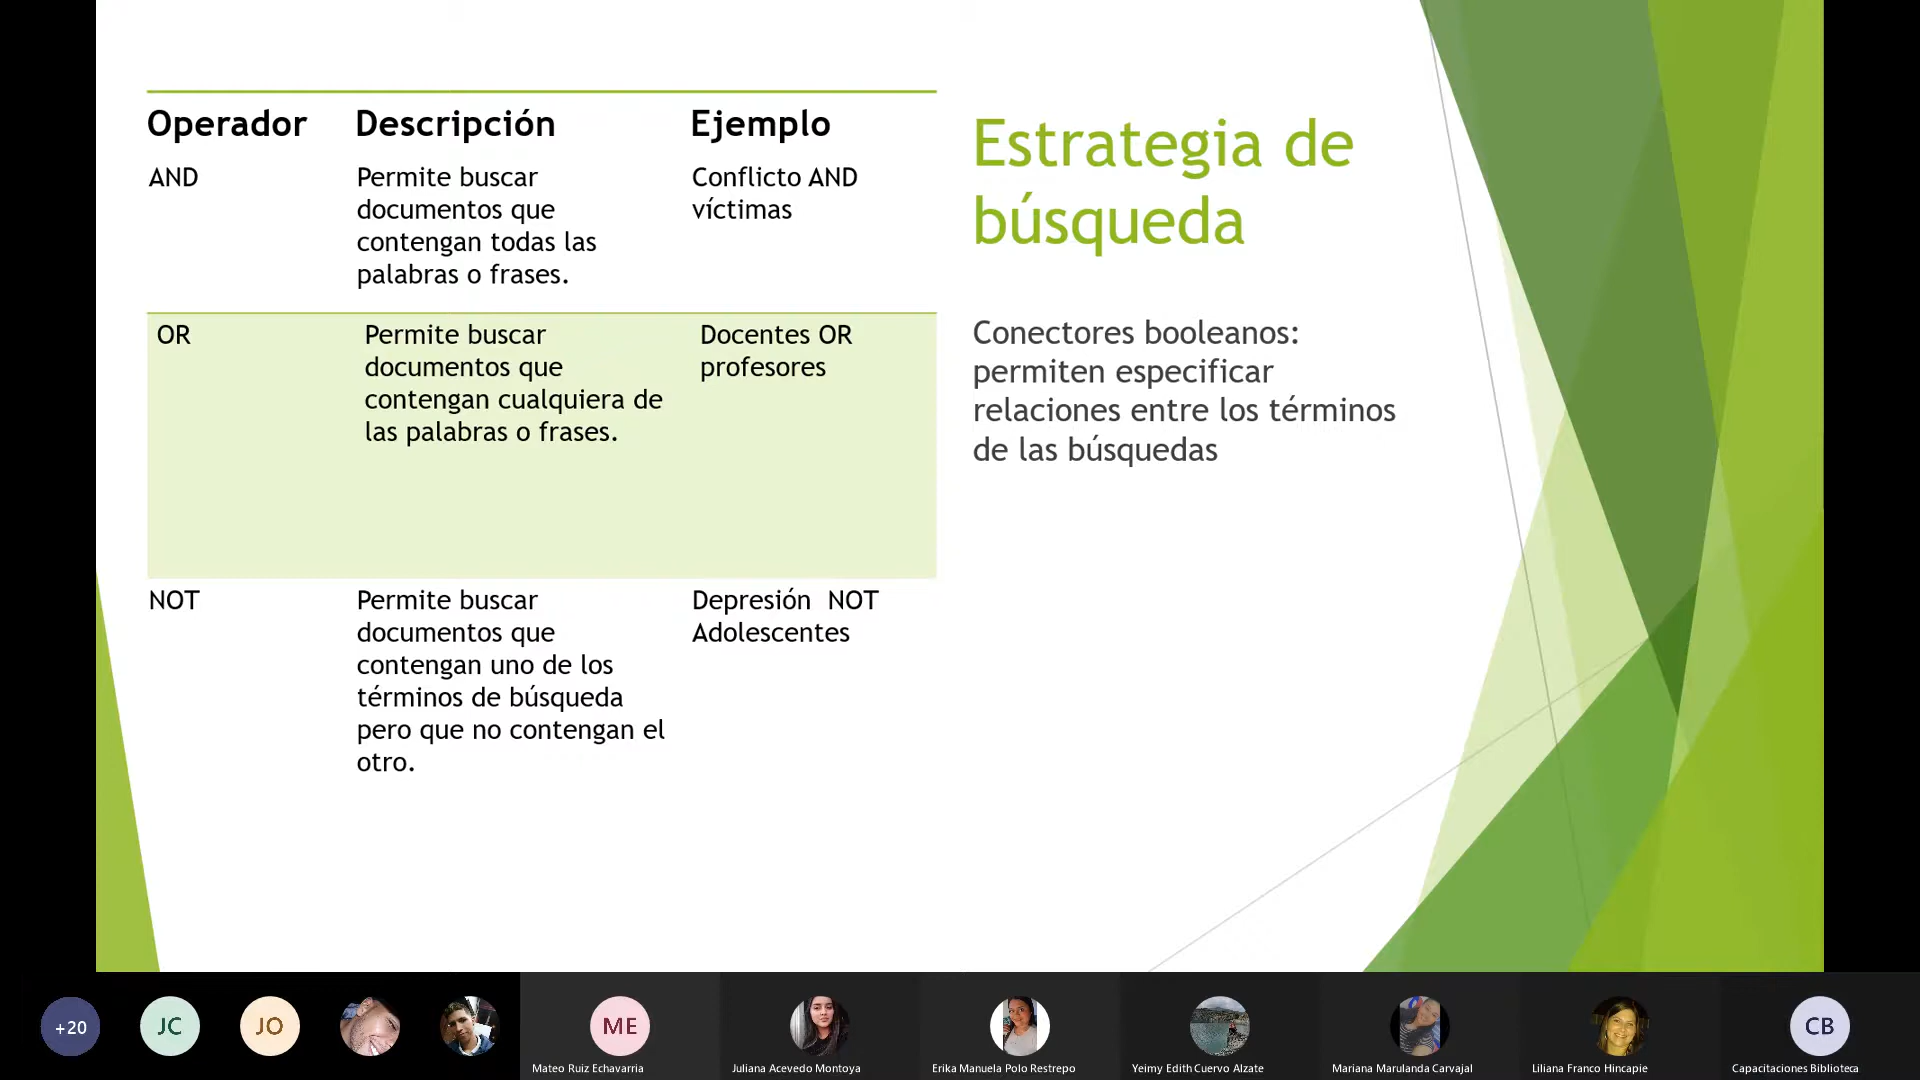 Operador Descripción Ejemplo
AND
Permite buscar
documentos que
contengan todas las
palabras o frases.
Conflicto AND
víctimas
OR
Permite buscar
documentos que
contengan cualquiera de
las palabras o frases.
Docentes OR
profesores
NOT
Permite buscar
documentos que
contengan uno de los
términos de búsqueda
pero que no contengan el
otro.
Depresión  NOT
Adolescentes
Estrategia de
búsqueda
Conectores booleanos:
permiten especificar
relaciones entre los términos
de las búsquedas
+20
JC
JO
ME
CB
Mateo Ruiz Echavarria
Juliana Acevedo Montoya
Erika Manuela Polo Restrepo
Yeimy Edith Cuervo Alzate
Mariana Marulanda Carvajal
Liliana Franco Hincapie
Capacitaciones Biblioteca